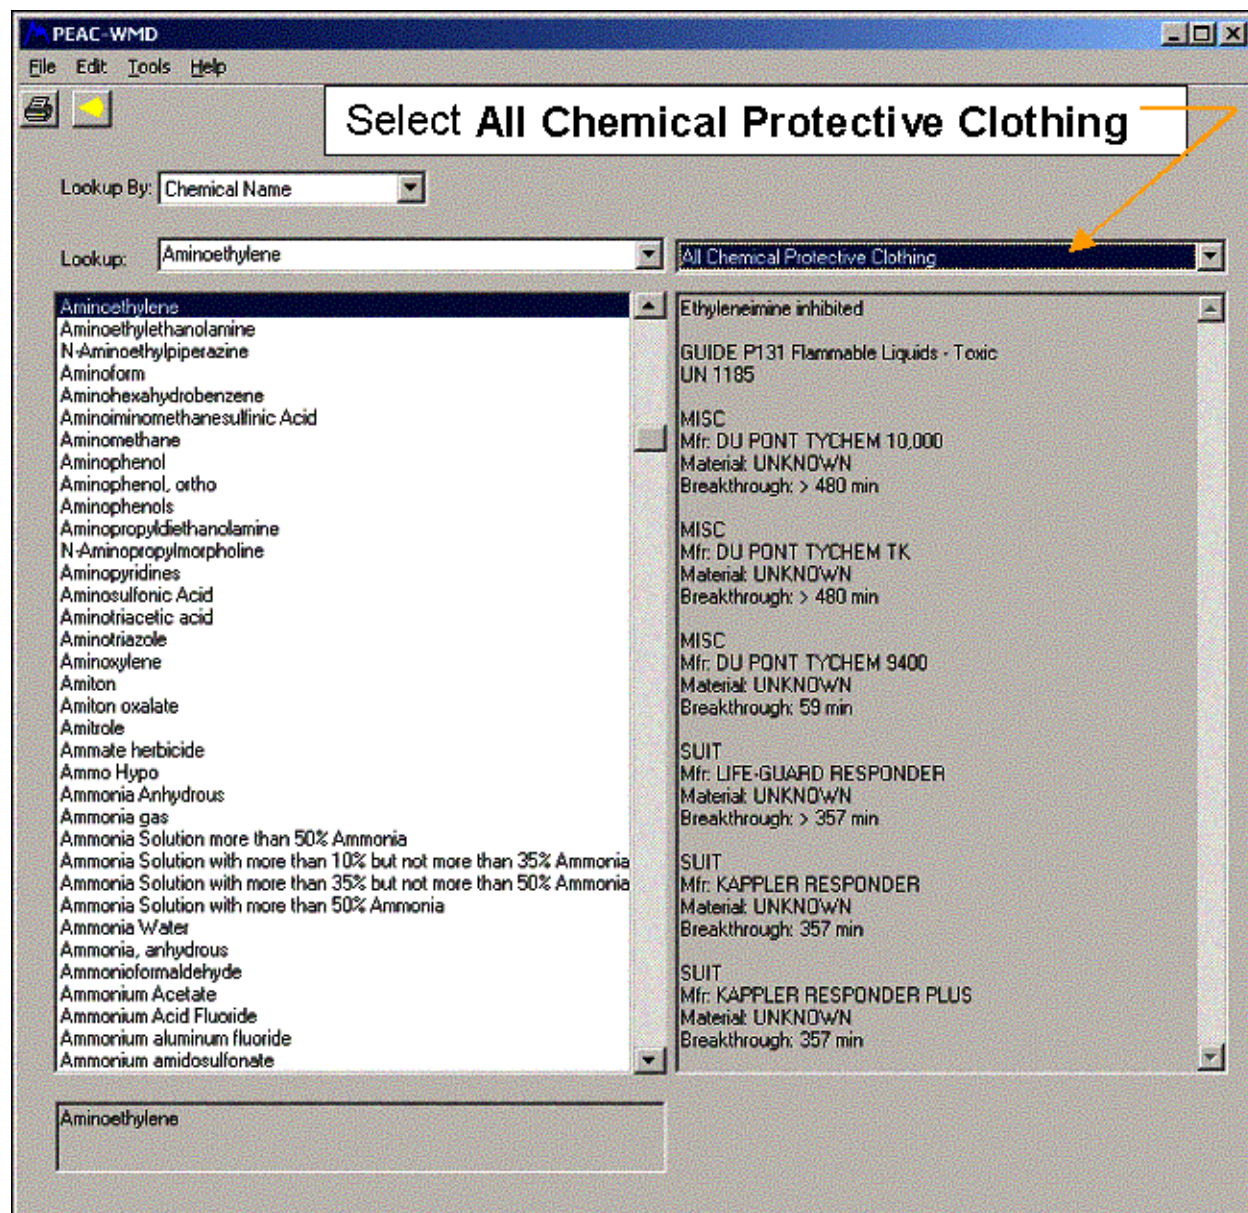 PEAC-WMD
File Edit Tools Help
Select All Chemical Protective Clothing
Lookup By: Chemical Name
Lookup: Aminoethylene
All Chemical Protective Clothing
Aminoethylene
Aminoethylethanolamine
N-Aminoethylpiperazine
Aminoform
Aminohexahydrobenzene
Aminoiminomethanesulfinic Acid
Aminomethane
Aminophenol
Aminophenol, ortho
Aminophenols
Aminopropyldiethanolamine
N-Aminopropylmorpholine
Aminopyridines
Aminosulfonic Acid
Aminotriacetic acid
Aminotriazole
Aminoxylene
Amiton
Amiton oxalate
Amitrole
Ammate herbicide
Ammo Hypo
Ammonia Anhydrous
Ammonia gas
Ammonia Solution more than 50% Ammonia
Ammonia Solution with more than 10% but not more than 35% Ammonia
Ammonia Solution with more than 35% but not more than 50% Ammonia
Ammonia Solution with more than 50% Ammonia
Ammonia Water
Ammonia, anhydrous
Ammonioformaldehyde
Ammonium Acetate
Ammonium Acid Fluoride
Ammonium aluminum fluoride
Ammonium amidosulfonate
Ethyleneimine inhibited
GUIDE P131 Flammable Liquids - Toxic
UN 1185
MISC
Mfr: DU PONT TYCHEM 10,000
Material: UNKNOWN
Breakthrough: > 480 min
MISC
Mfr: DU PONT TYCHEM TK
Material: UNKNOWN
Breakthrough: > 480 min
MISC
Mfr: DU PONT TYCHEM 9400
Material: UNKNOWN
Breakthrough: 59 min
SUIT
Mfr: LIFE-GUARD RESPONDER
Material: UNKNOWN
Breakthrough: > 357 min
SUIT
Mfr: KAPPLER RESPONDER
Material: UNKNOWN
Breakthrough: 357 min
SUIT
Mfr: KAPPLER RESPONDER PLUS
Material: UNKNOWN
Breakthrough: 357 min
Aminoethylene